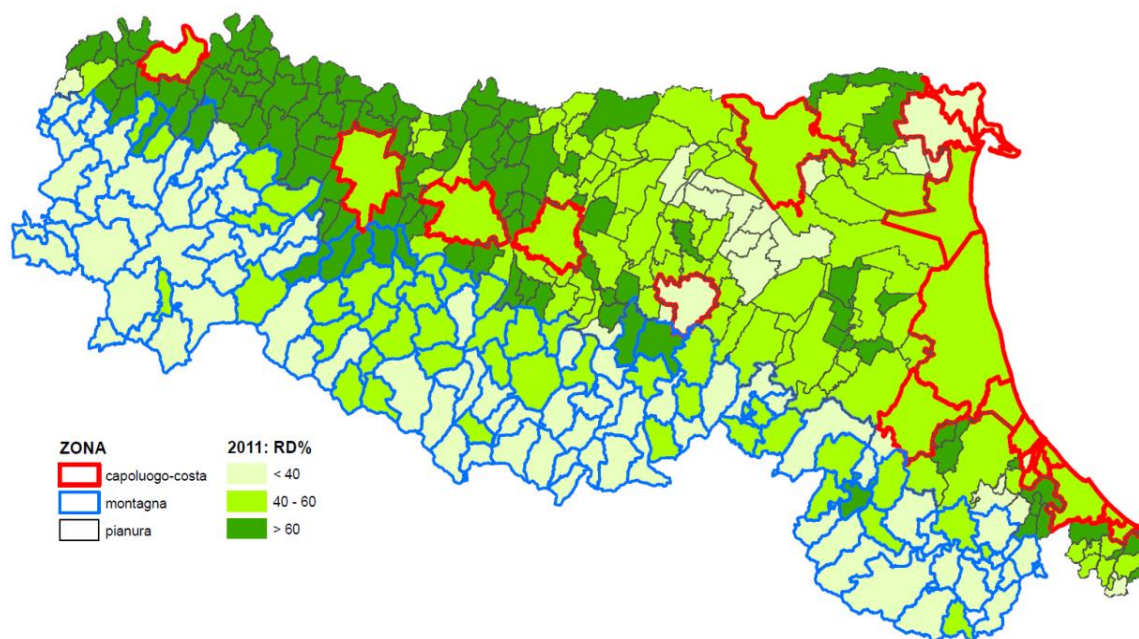 ZONA
capoluogo-costa
montagna
pianura
2011: RD%
< 40
40 - 60
> 60